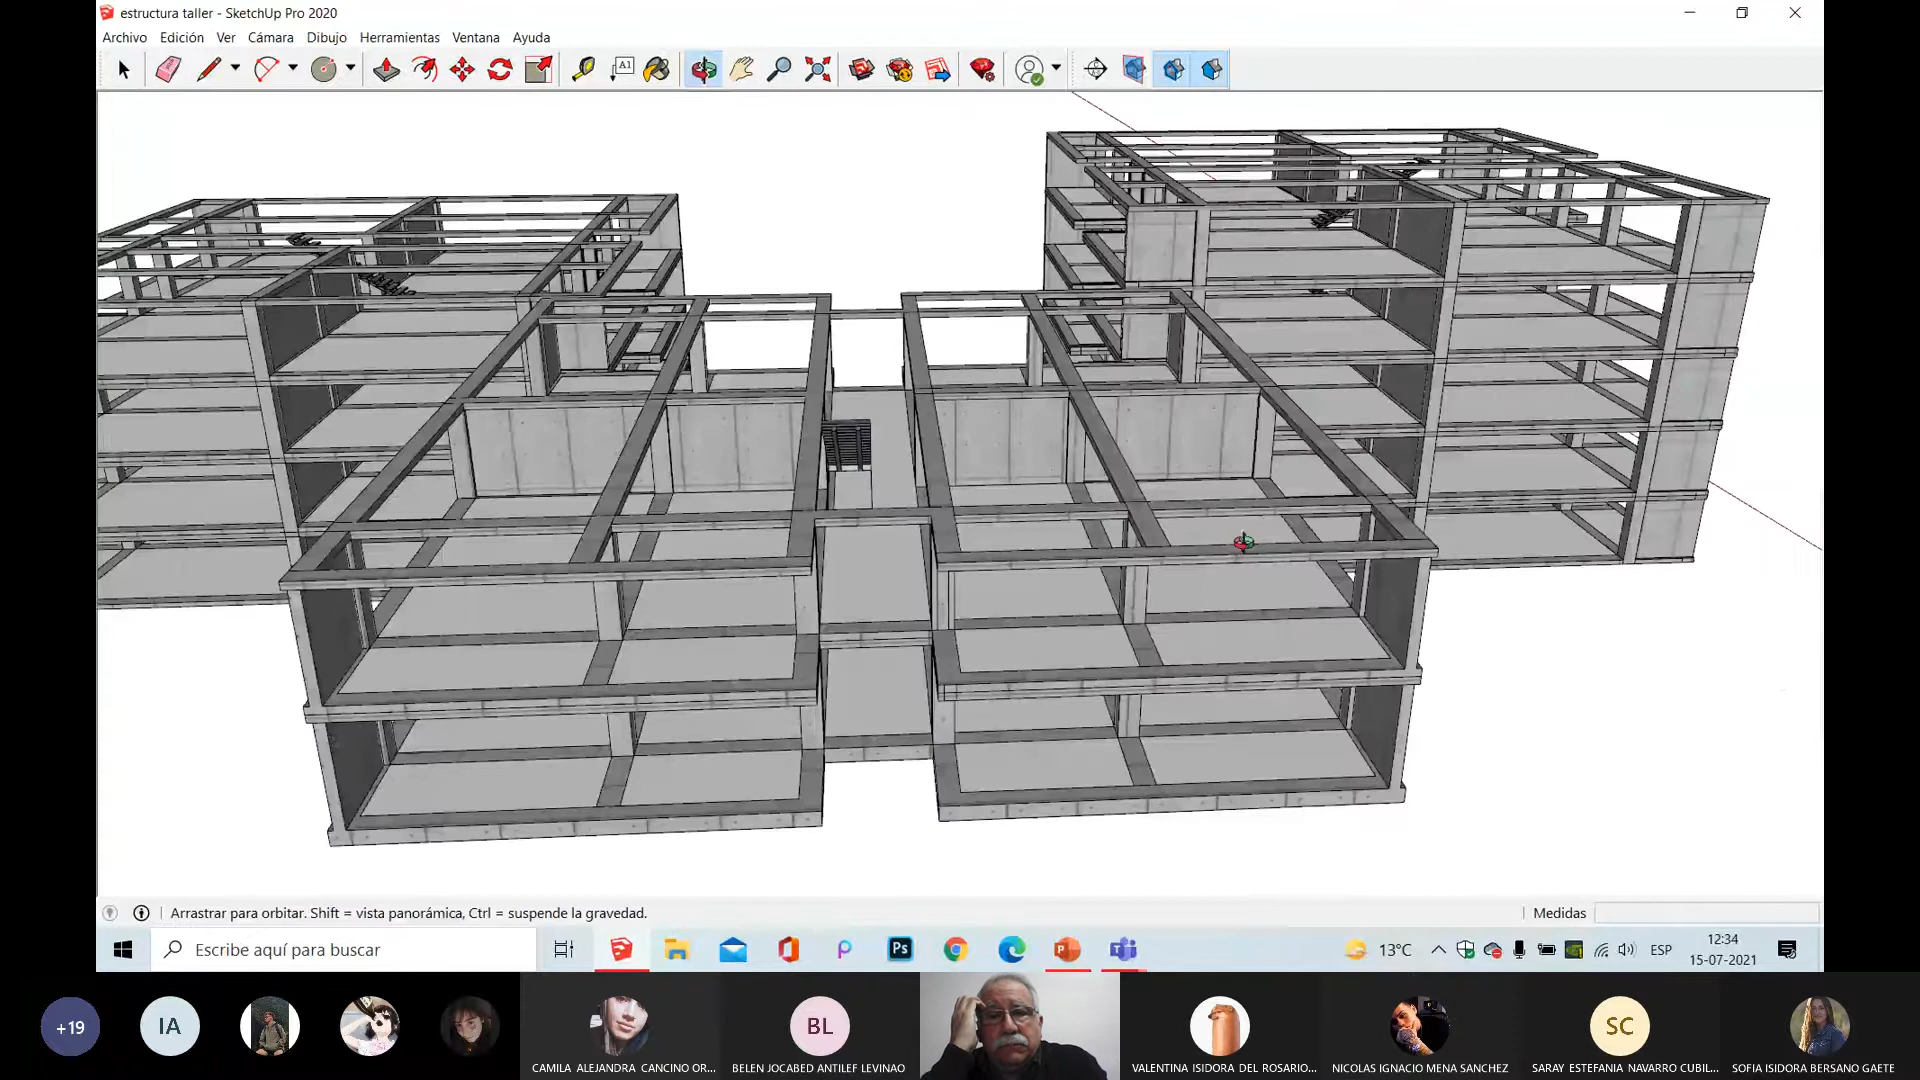 estructura taller - SketchUp Pro 2020
Archivo Edición Ver Cámara Dibujo Herramientas Ventana Ayuda
A1
Arrastrar para orbitar. Shift = vista panorámica, Ctrl = suspende la gravedad.
Medidas
Escribe aquí para buscar
Ps
13°C
ESP
12:34
15-07-2021
+19
IA
BL
SC
CAMILA ALEJANDRA CANCINO OR...
BELEN JOCABED ANTILEF LEVINAO
VALENTINA ISIDORA DEL ROSARIO...
NICOLAS IGNACIO MENA SANCHEZ
SARAY ESTEFANIA NAVARRO CUBIL...
SOFIA ISIDORA BERSANO GAETE